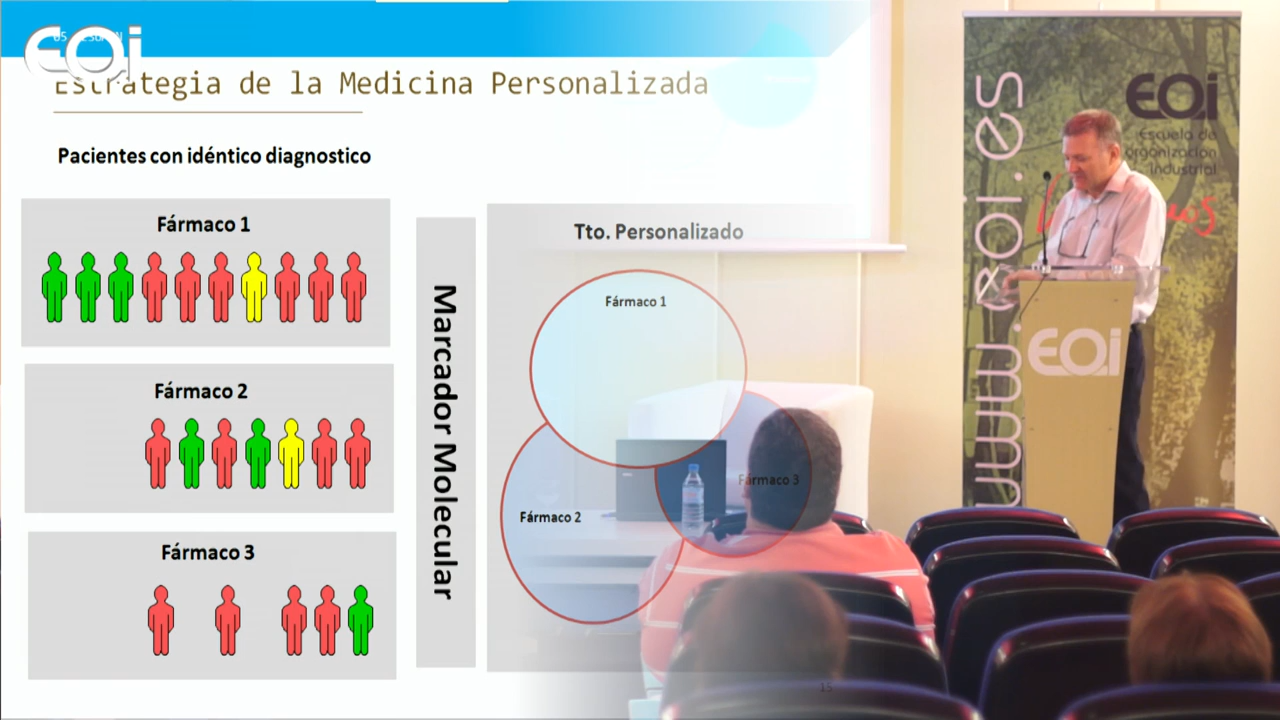 EOi
Estrategia de la Medicina Personalizada
Pacientes con idéntico diagnostico
Fármaco 1
Fármaco 2
Fármaco 3
Marcador Molecular
Tto. Personalizado
Fármaco 1
Fármaco 2
Fármaco 3
15
www.eoi.es
EOi
Escuela de
organización
industrial
EOi